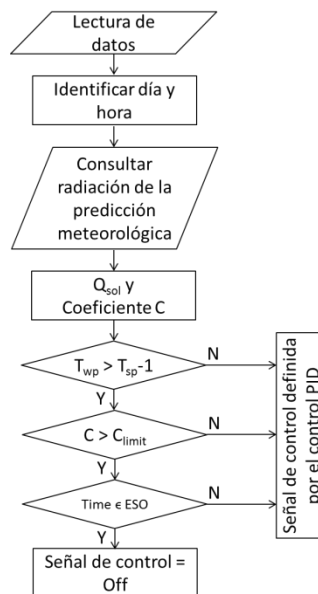 Lectura de
datos
Identificar día y
hora
Consultar
radiación de la
predicción
meteorológica
Qsol y
Coeficiente C
Twp > Tsp-1
N
Y
C > Climit
N
Y
Time ϵ ESO
N
Y
Señal de control =
Off
Señal de control definida
por el control PID